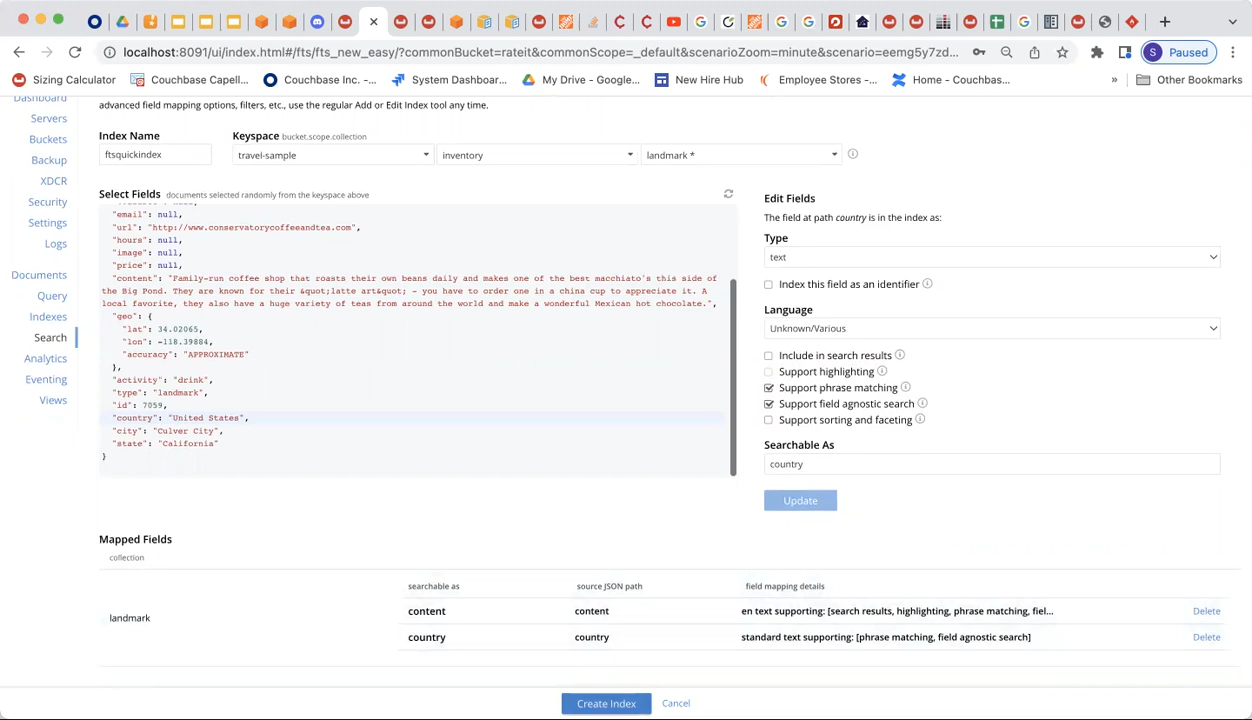 localhost:8091/ui/index.html#/fts/fts_new_easy/?commonBucket=rateit&commonScope=_default&scenarioZoom=minute&scenario=eemg5y7zd...
S Paused
Sizing Calculator Couchbase Capell... Couchbase Inc. -... System Dashboar... My Drive - Google... New Hire Hub Employee Stores -... Home - Couchbas... » Other Bookmarks
Dashboard
Servers
Buckets
Backup
XDCR
Security
Settings
Logs
Documents
Query
Indexes
Search
Analytics
Eventing
Views
advanced field mapping options, filters, etc., use the regular Add or Edit Index tool any time.
Index Name
Keyspace bucket.scope.collection
ftsquickindex
travel-sample
inventory
landmark *
Select Fields documents selected randomly from the keyspace above
"email": null,
"url": "http://www.conservatorycoffeeandtea.com",
"hours": null,
"image": null,
"price": null,
"content": "Family-run coffee shop that roasts their own beans daily and makes one of the best macchiato's this side of
the Big Pond. They are known for their &quot;latte art&quot; - you have to order one in a china cup to appreciate it. A
local favorite, they also have a huge variety of teas from around the world and make a wonderful Mexican hot chocolate.",
"geo": {
"lat": 34.02065,
"lon": -118.39884,
"accuracy": "APPROXIMATE"
},
"activity": "drink",
"type": "landmark",
"id": 7059,
"country": "United States",
"city": "Culver City",
"state": "California"
}
Edit Fields
The field at path country is in the index as:
Type
text
Index this field as an identifier
Language
Unknown/Various
Include in search results
Support highlighting
Support phrase matching
Support field agnostic search
Support sorting and faceting
Searchable As
country
Update
Mapped Fields
collection
searchable as source JSON path field mapping details
landmark
content content en text supporting: [search results, highlighting, phrase matching, fiel... Delete
country country standard text supporting: [phrase matching, field agnostic search] Delete
Create Index Cancel